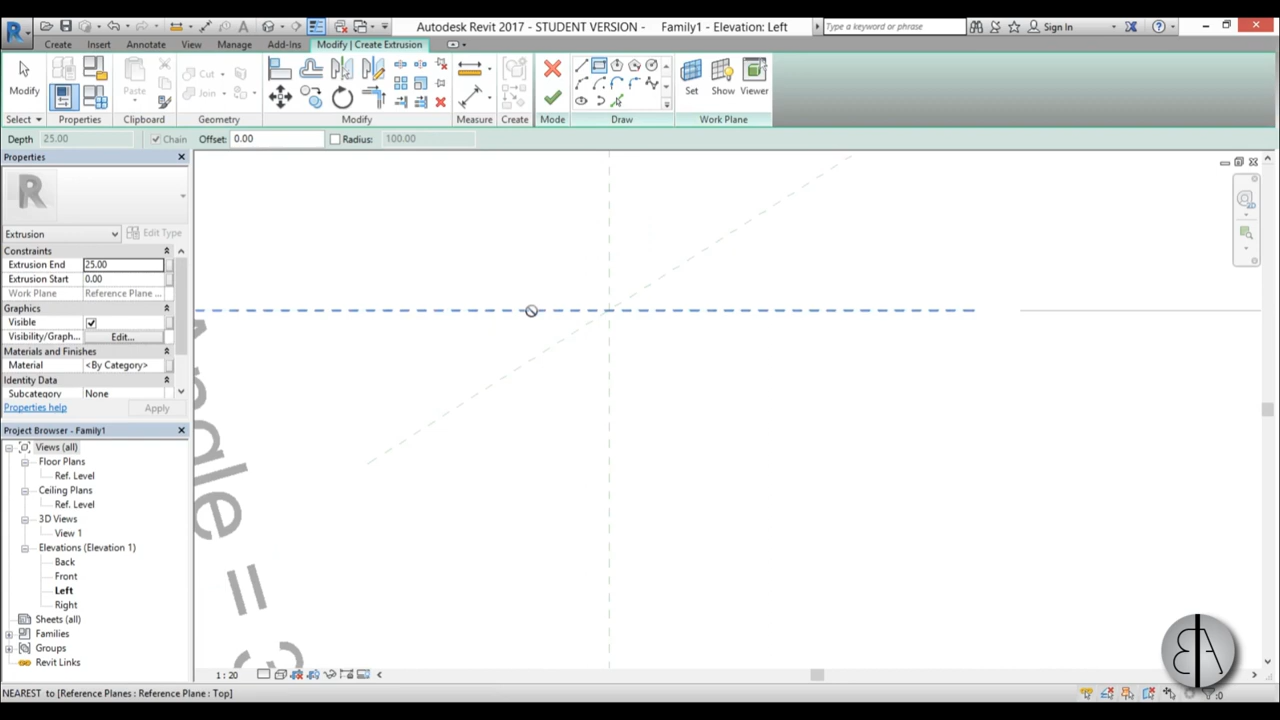 Autodesk Revit 2017 - STUDENT VERSION - Family1 - Elevation: Left
Type a keyword or phrase
Sign In
Create Insert Annotate View Manage Add-Ins Modify | Create Extrusion
Modify
Paste
Cut
Join
Set Show Viewer
Select Properties Clipboard Geometry Modify Measure Create Mode Draw Work Plane
Depth 25.00 Chain Offset: 0.00 Radius: 100.00
Properties
R
Extrusion Edit Type
Constraints
Extrusion End 25.00
Extrusion Start 0.00
Work Plane Reference Plane ...
Graphics
Visible
Visibility/Graph... Edit...
Materials and Finishes
Material <By Category>
Identity Data
Subcategory None
Properties help Apply
Project Browser - Family1
Views (all)
Floor Plans
Ref. Level
Ceiling Plans
Ref. Level
3D Views
View 1
Elevations (Elevation 1)
Back
Front
Left
Right
Sheets (all)
Families
Groups
Revit Links
1 : 20
NEAREST to [Reference Planes : Reference Plane : Top]
:0